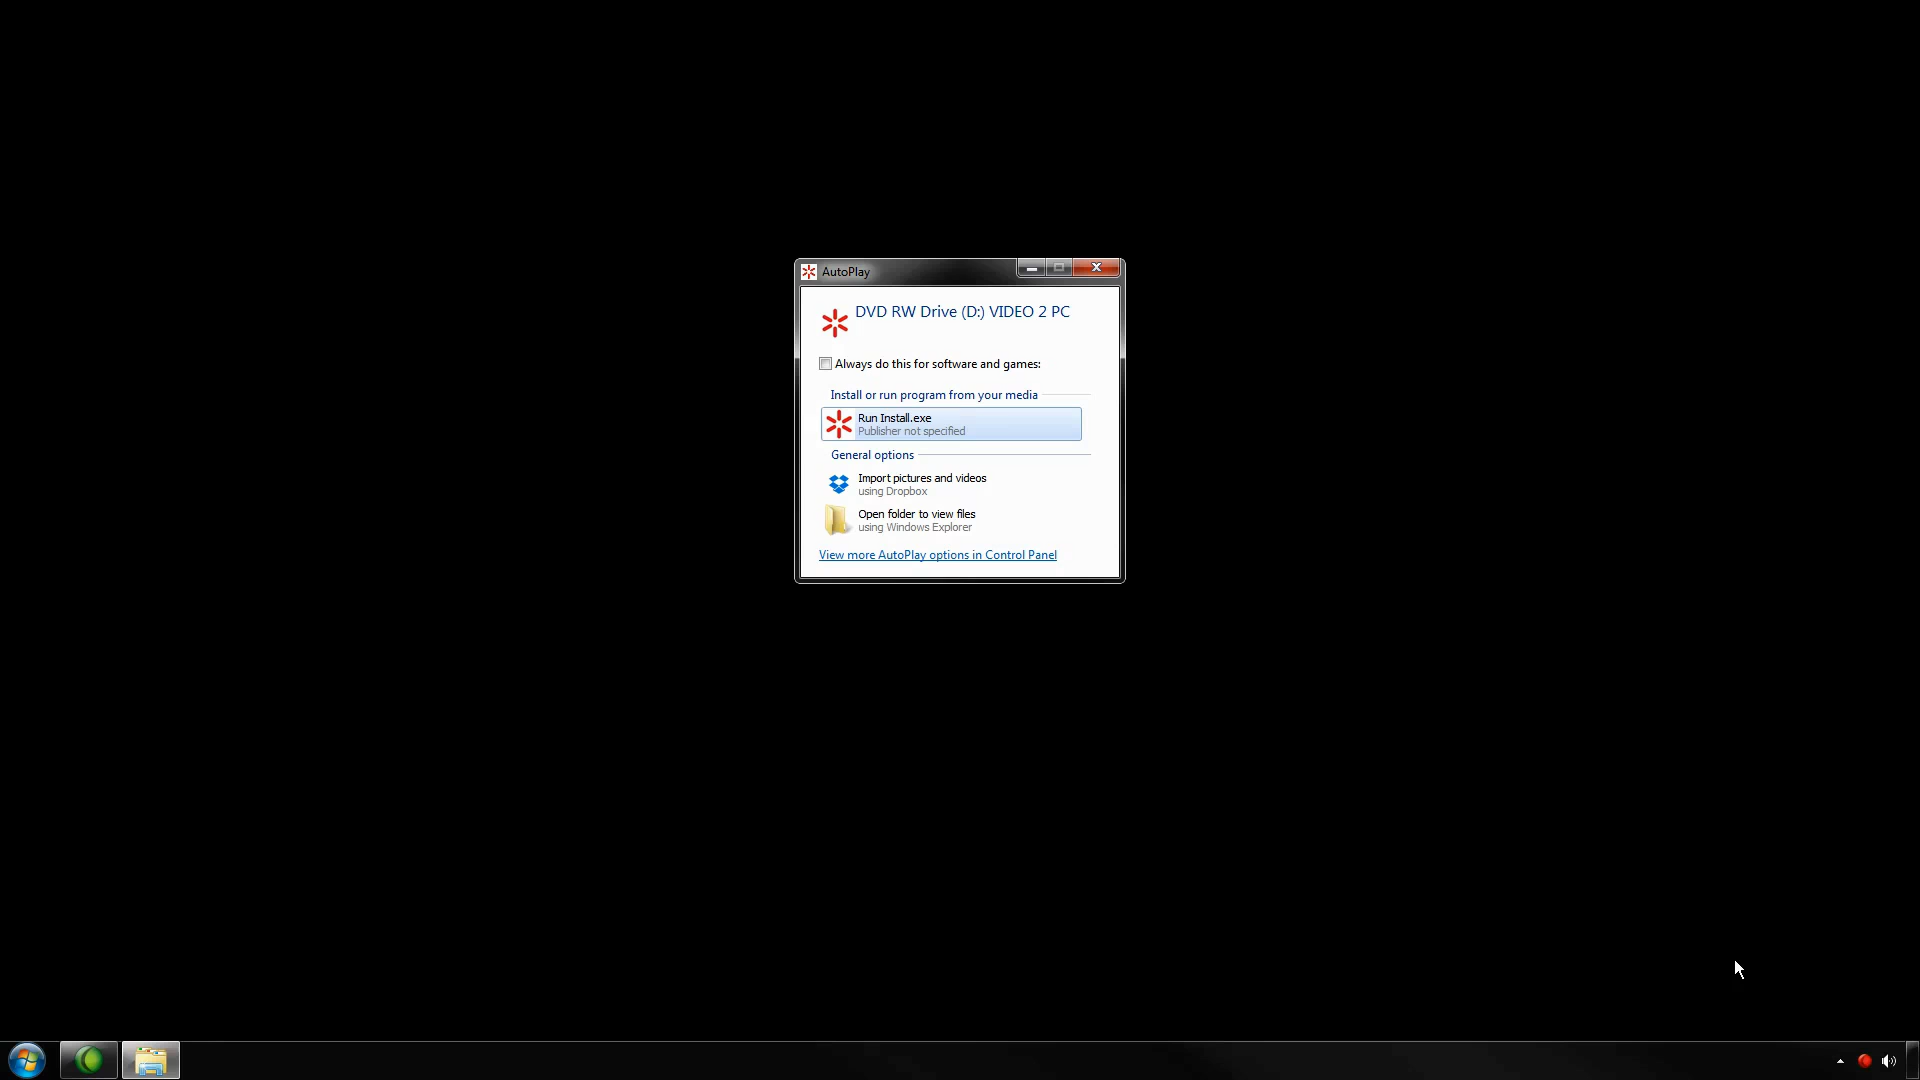 AutoPlay
DVD RW Drive (D:) VIDEO 2 PC
Always do this for software and games:
Install or run program from your media
Run Install.exe
Publisher not specified
General options
Import pictures and videos
using Dropbox
Open folder to view files
using Windows Explorer
View more AutoPlay options in Control Panel